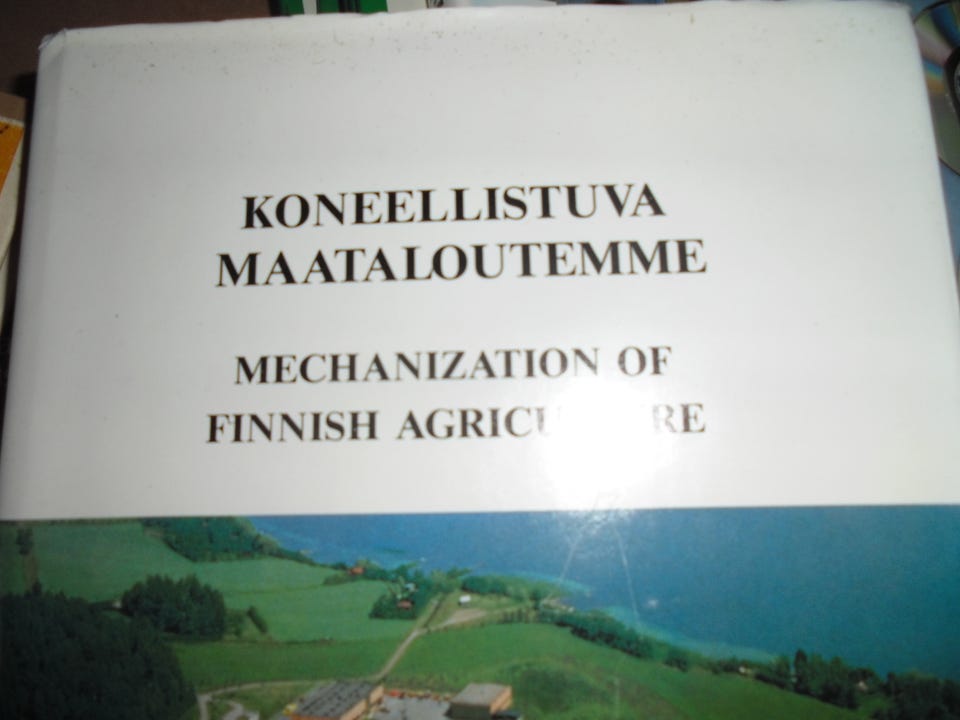 KONEELLISTUVA
MAATALOUTEMME
MECHANIZATION OF
FINNISH